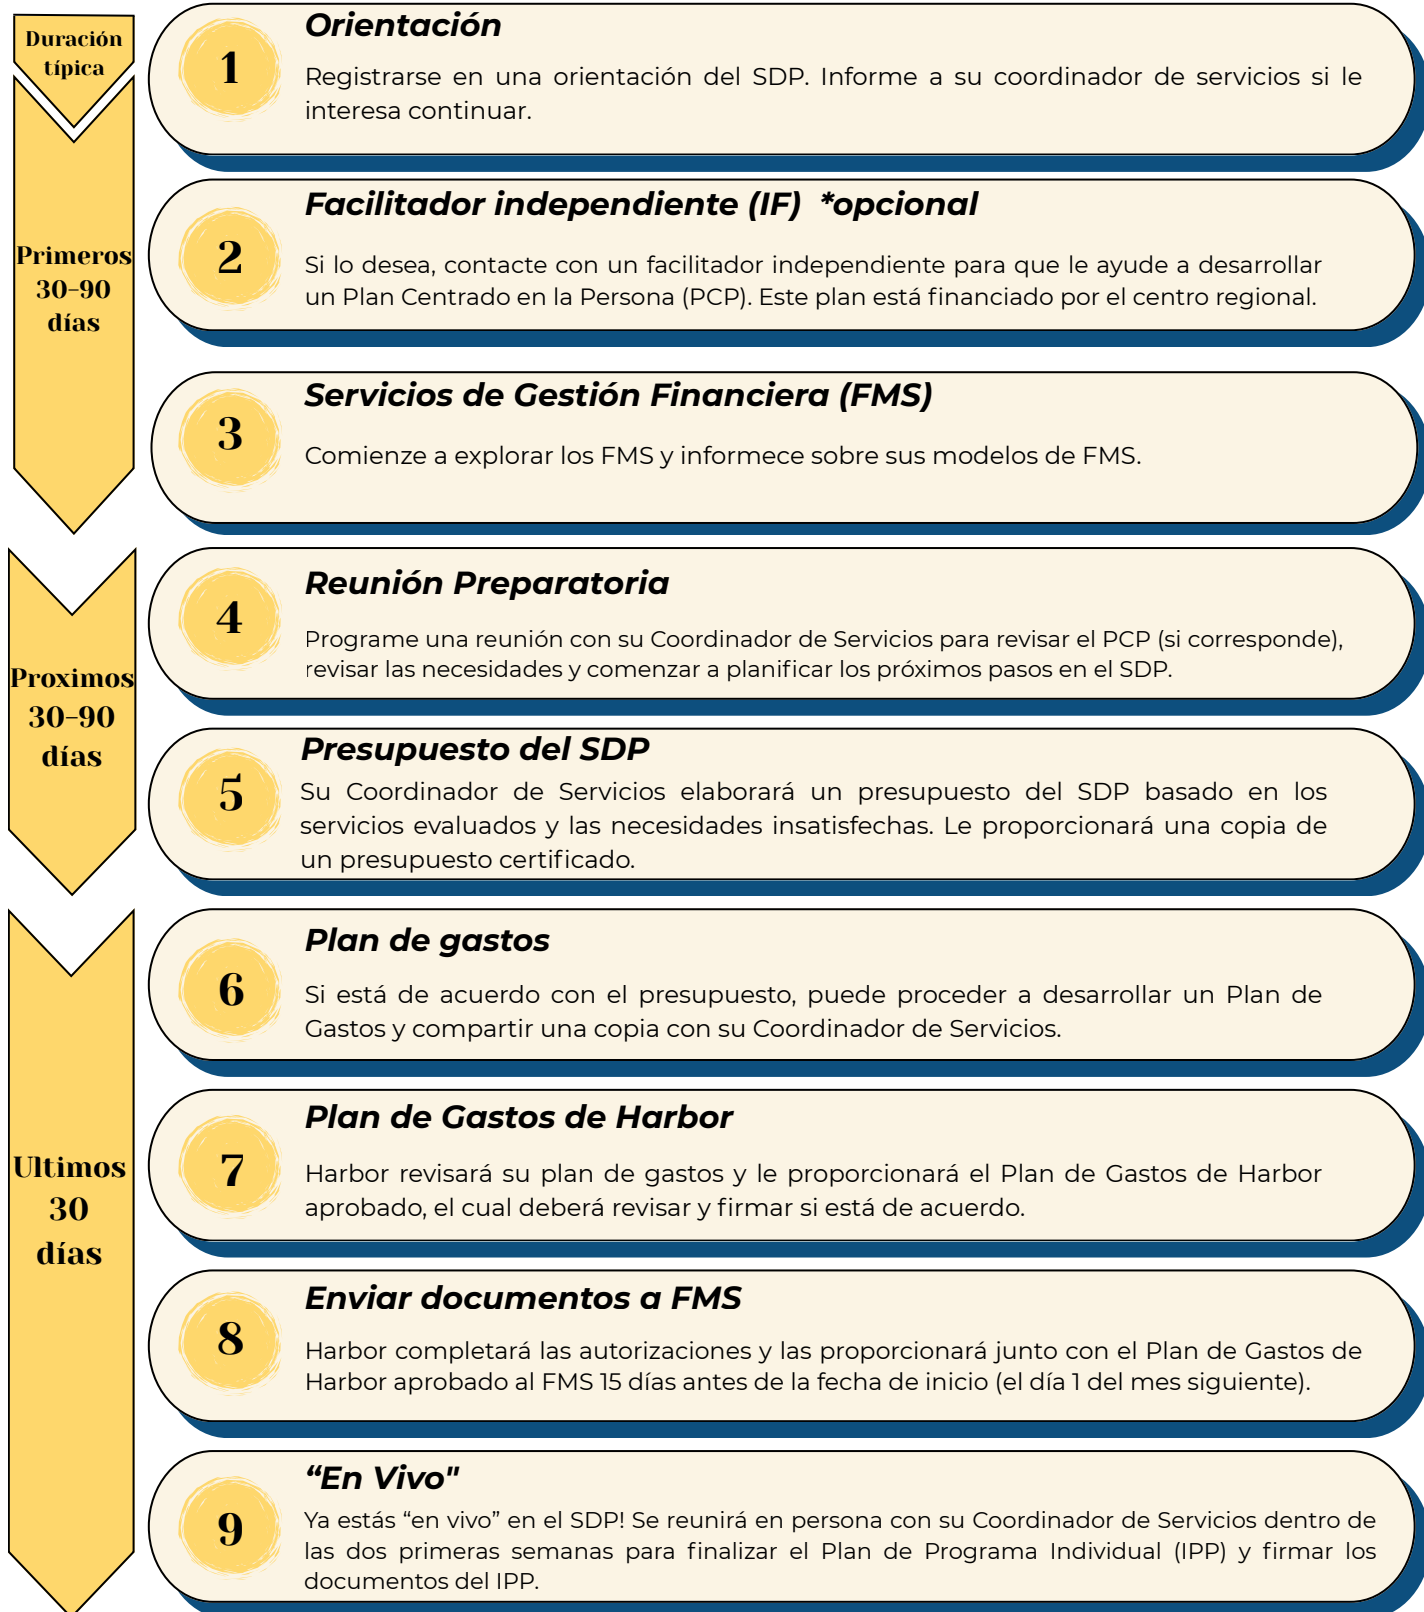 Duración
típica
1
Orientación
Registrarse en una orientación del SDP. Informe a su coordinador de servicios si le
interesa continuar.
Primeros
30-90
días
2
Facilitador independiente (IF) *opcional
Si lo desea, contacte con un facilitador independiente para que le ayude a desarrollar
un Plan Centrado en la Persona (PCP). Este plan está financiado por el centro regional.
3
Servicios de Gestión Financiera (FMS)
Comienze a explorar los FMS y informece sobre sus modelos de FMS.
Proximos
30-90
días
4
Reunión Preparatoria
Programe una reunión con su Coordinador de Servicios para revisar el PCP (si corresponde),
revisar las necesidades y comenzar a planificar los próximos pasos en el SDP.
5
Presupuesto del SDP
Su Coordinador de Servicios elaborará un presupuesto del SDP basado en los
servicios evaluados y las necesidades insatisfechas. Le proporcionará una copia de
un presupuesto certificado.
Ultimos
30
días
6
Plan de gastos
Si está de acuerdo con el presupuesto, puede proceder a desarrollar un Plan de
Gastos y compartir una copia con su Coordinador de Servicios.
7
Plan de Gastos de Harbor
Harbor revisará su plan de gastos y le proporcionará el Plan de Gastos de Harbor
aprobado, el cual deberá revisar y firmar si está de acuerdo.
8
Enviar documentos a FMS
Harbor completará las autorizaciones y las proporcionará junto con el Plan de Gastos de
Harbor aprobado al FMS 15 días antes de la fecha de inicio (el día 1 del mes siguiente).
9
“En Vivo"
Ya estás “en vivo” en el SDP! Se reunirá en persona con su Coordinador de Servicios dentro de
las dos primeras semanas para finalizar el Plan de Programa Individual (IPP) y firmar los
documentos del IPP.